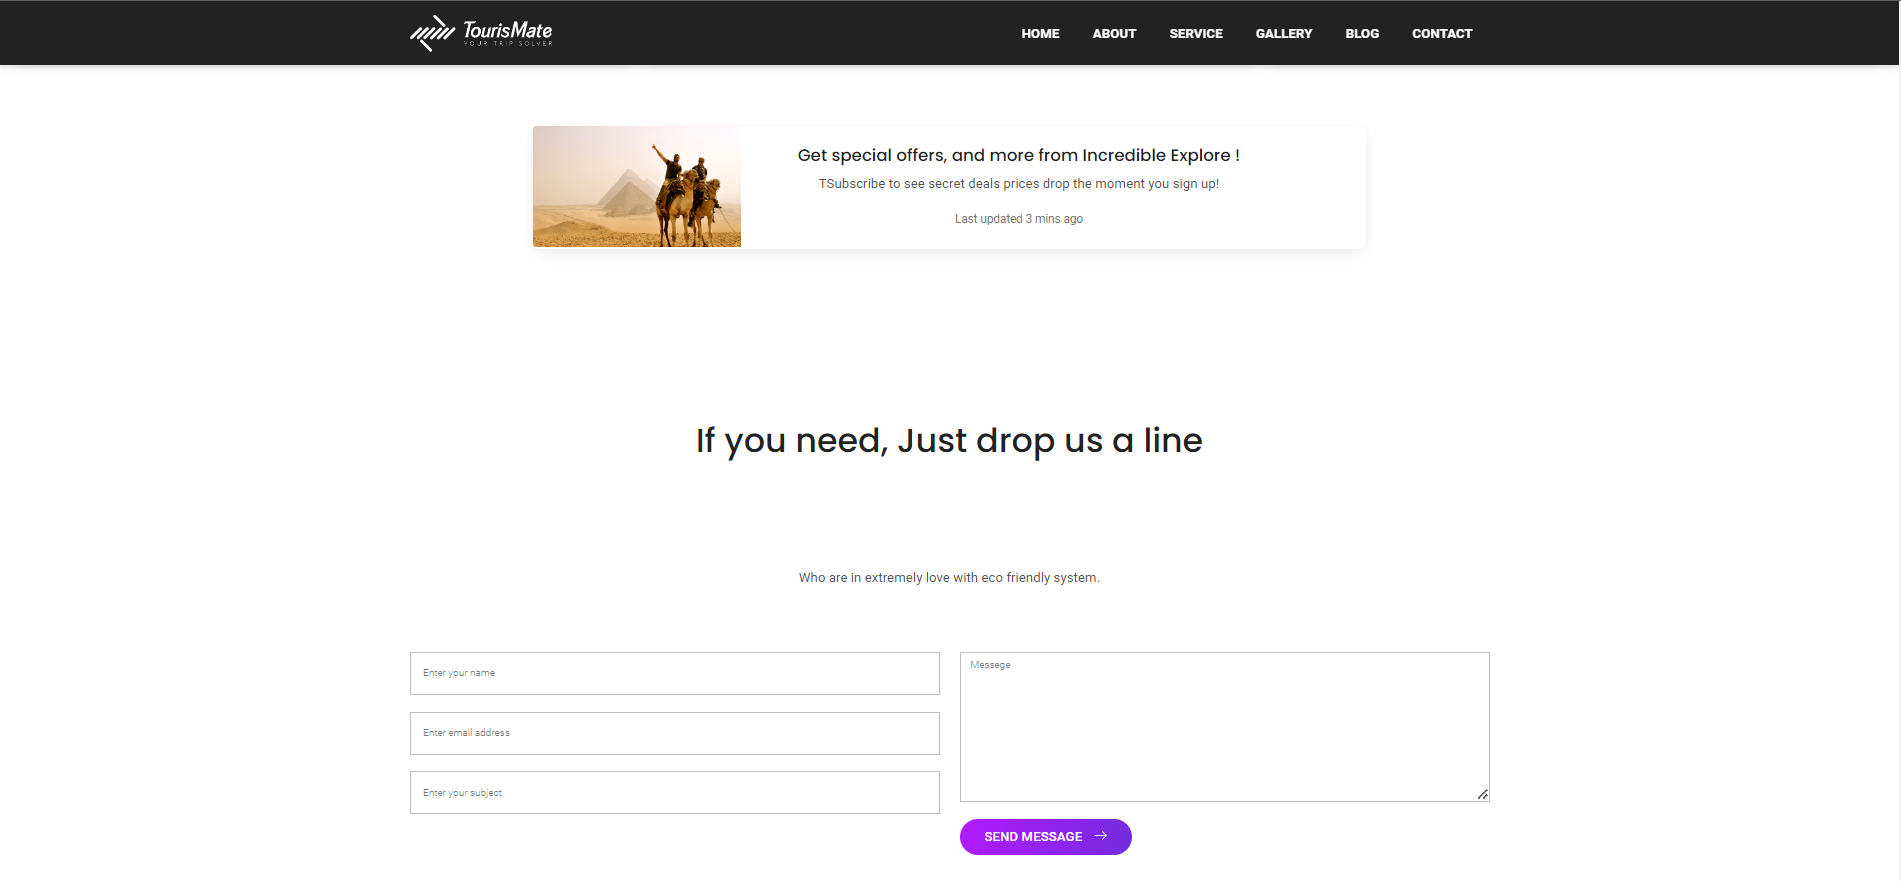 TourisMate
YOUR TRIP SOLVER
HOME ABOUT SERVICE GALLERY BLOG CONTACT
Get special offers, and more from Incredible Explore !
TSubscribe to see secret deals prices drop the moment you sign up!
Last updated 3 mins ago
If you need, Just drop us a line
Who are in extremely love with eco friendly system.
Enter your name
Enter email address
Enter your subject
Messege
SEND MESSAGE